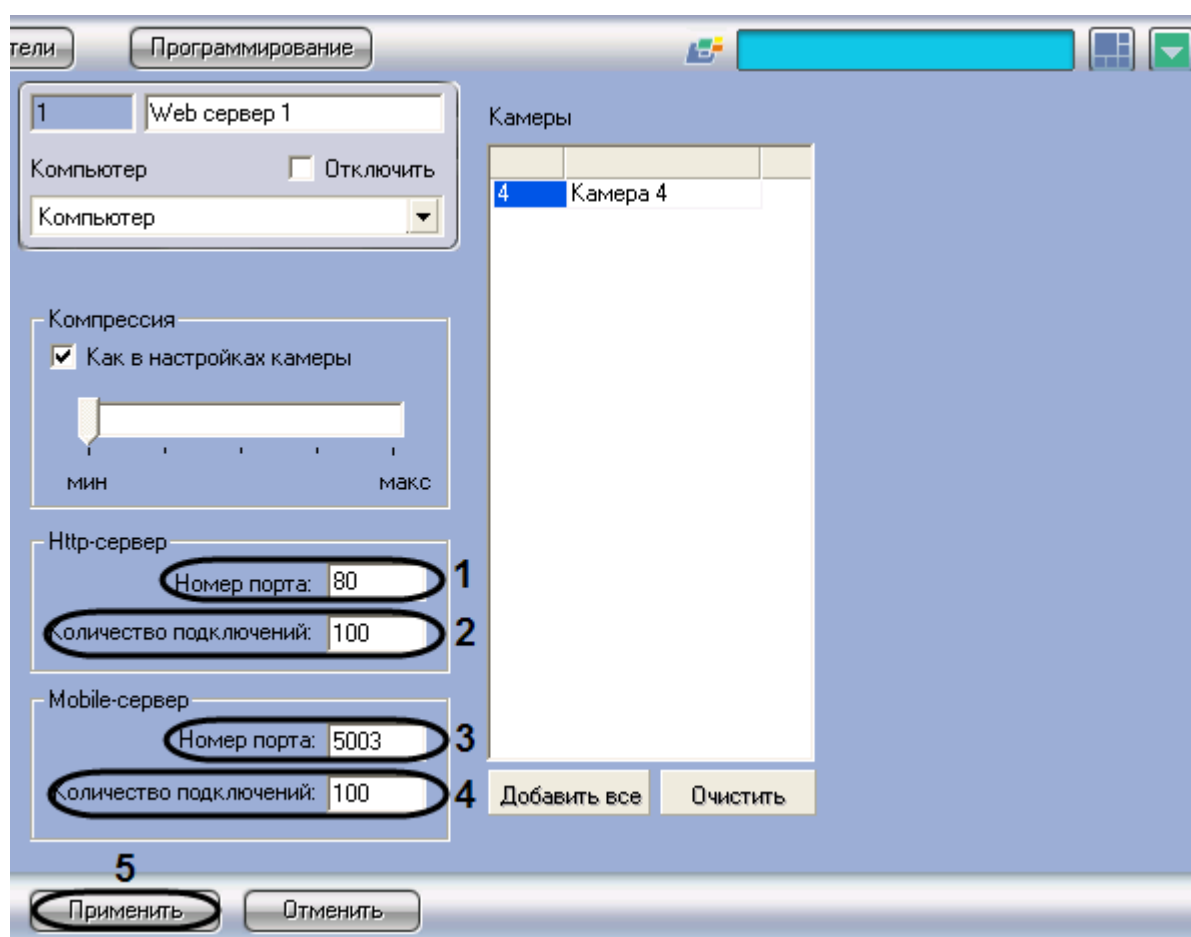 тели
Программирование
1
Web сервер 1
Компьютер
Отключить
Компьютер
Компрессия
Как в настройках камеры
мин
макс
Http-сервер
Номер порта: 80
1
Количество подключений: 100
2
Mobile-сервер
Номер порта: 5003
3
Количество подключений: 100
4
Камеры
4 Камера 4
Добавить все
Очистить
5
Применить
Отменить